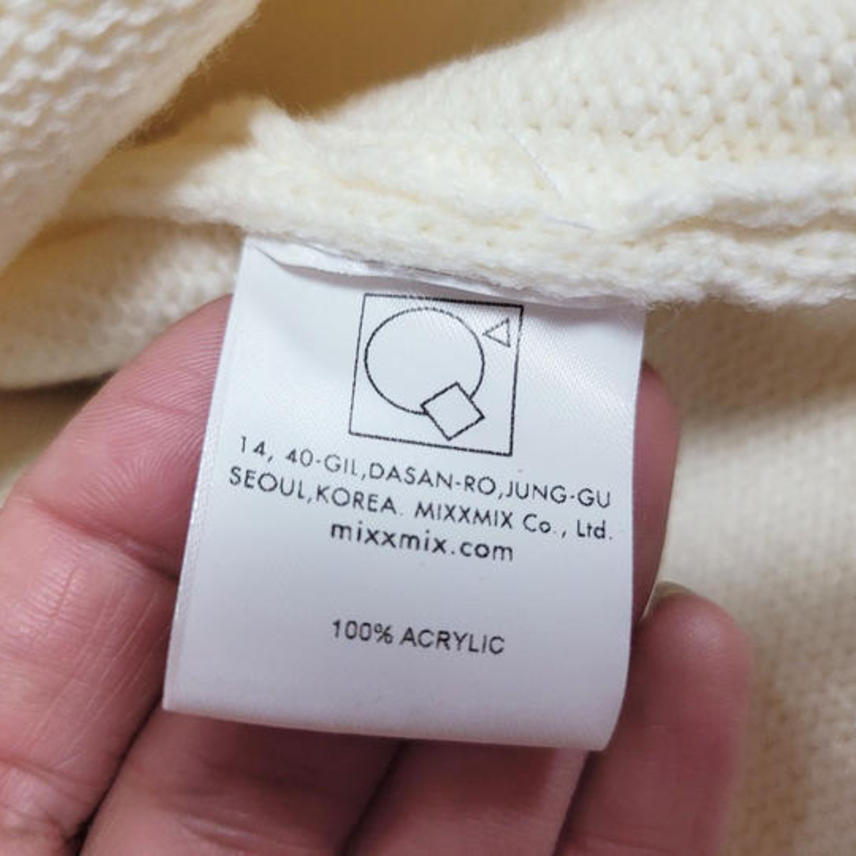 14, 40-GIL,DASAN-RO,JUNG-GU
SEOUL,KOREA. MIXXMIX Co., Ltd.
mixxmix.com
100% ACRYLIC